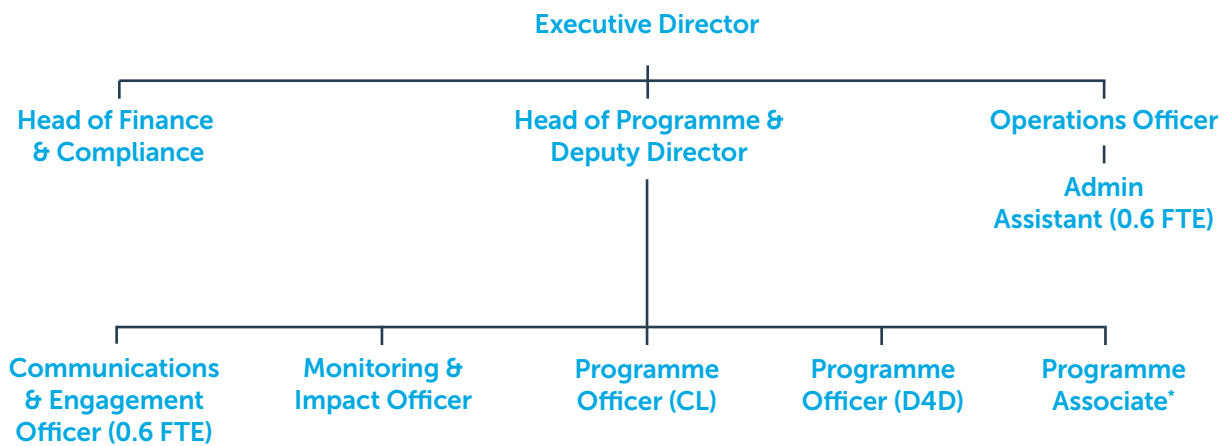 Executive Director
Head of Finance
& Compliance
Head of Programme &
Deputy Director
Operations Officer
Admin
Assistant (0.6 FTE)
Communications
& Engagement
Officer (0.6 FTE)
Monitoring &
Impact Officer
Programme
Officer (CL)
Programme
Officer (D4D)
Programme
Associate*